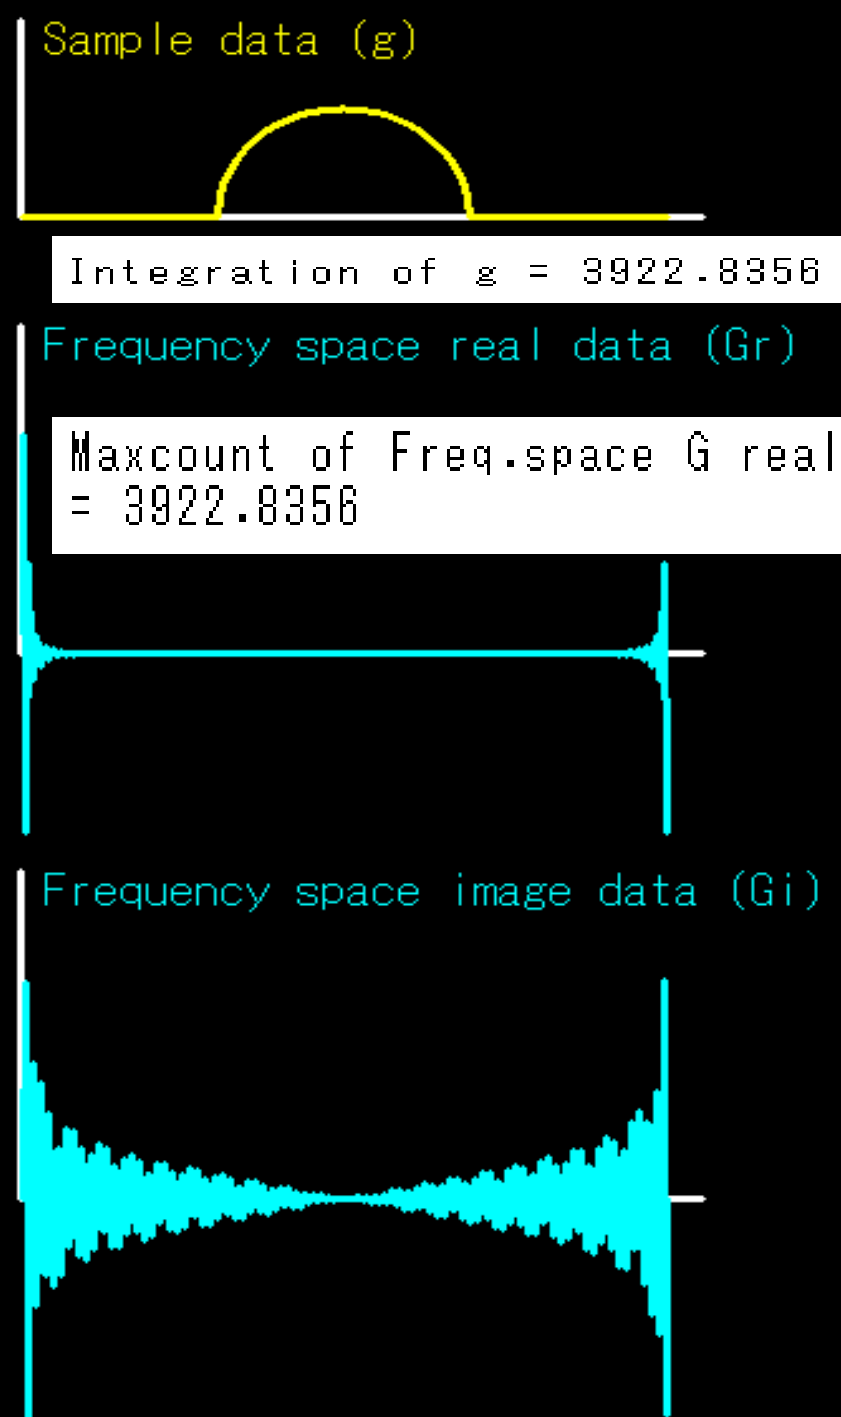 Sample data (g)
Integration of g = 3922.8356
Frequency space real data (Gr)
Maxcount of Freq.space G real
= 3922.8356
Frequency space image data (Gi)